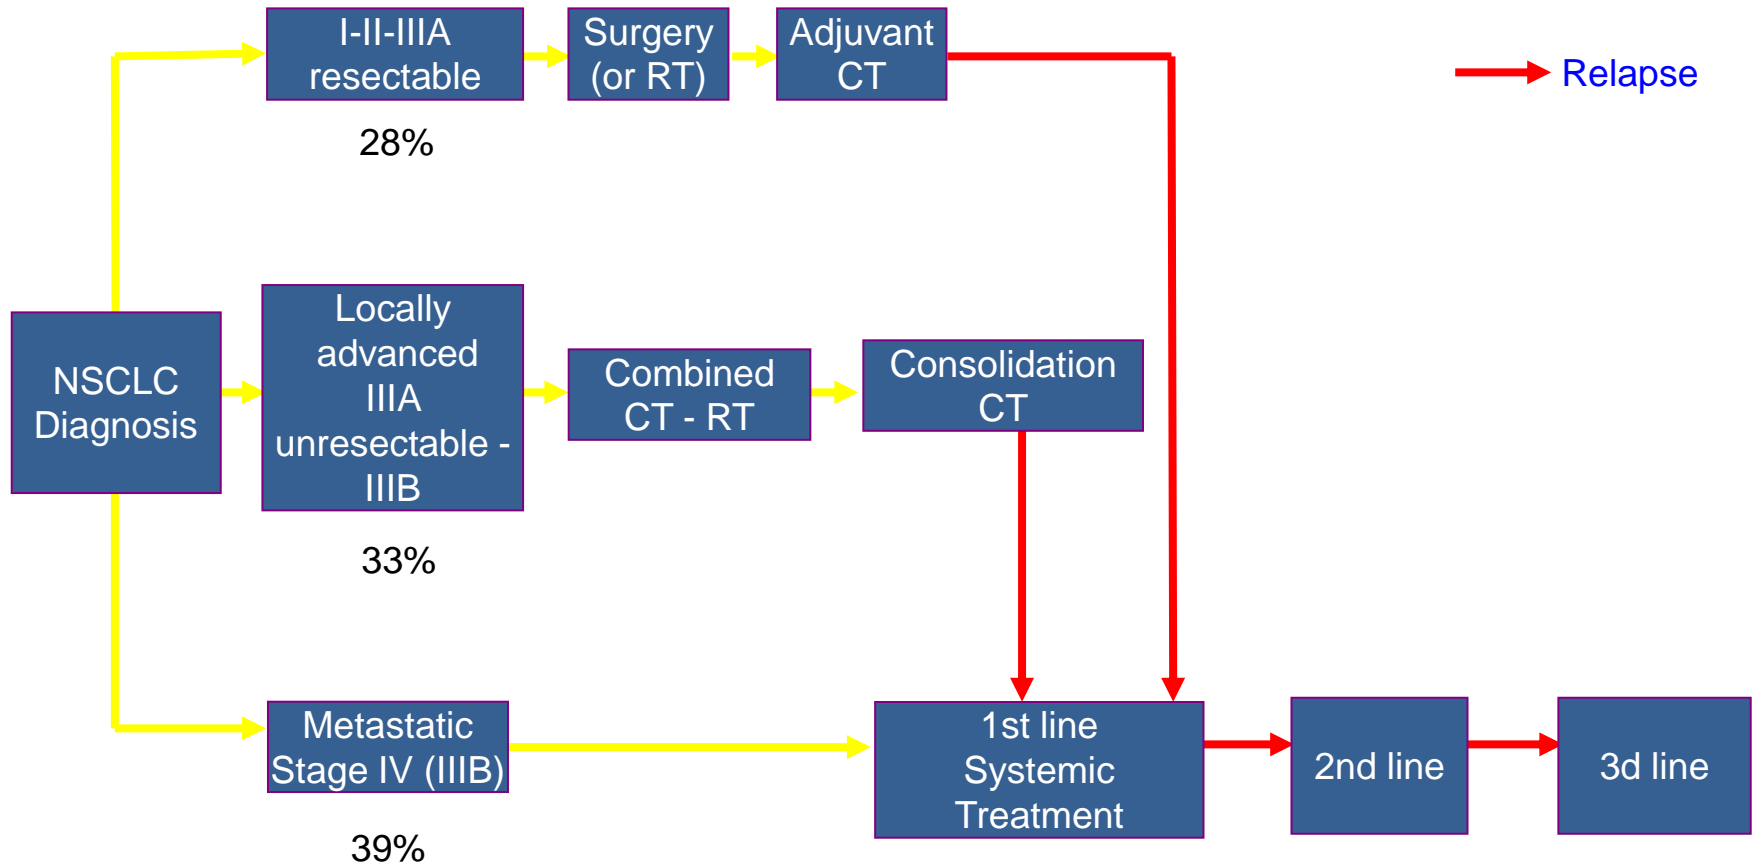 I-II-IIIA
resectable
28%
Surgery
(or RT)
Adjuvant
CT
Relapse
NSCLC
Diagnosis
Locally
advanced
IIIA
unresectable -
IIIB
33%
Combined
CT - RT
Consolidation
CT
Metastatic
Stage IV (IIIB)
39%
1st line
Systemic
Treatment
2nd line
3d line